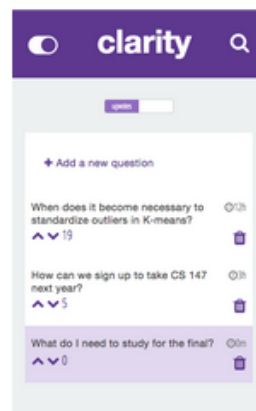 clarity
upvotes
+ Add a new question
When does it become necessary to
standardize outliers in K-means?
12h
19
How can we sign up to take CS 147
next year?
3h
5
What do I need to study for the final?
0m
0